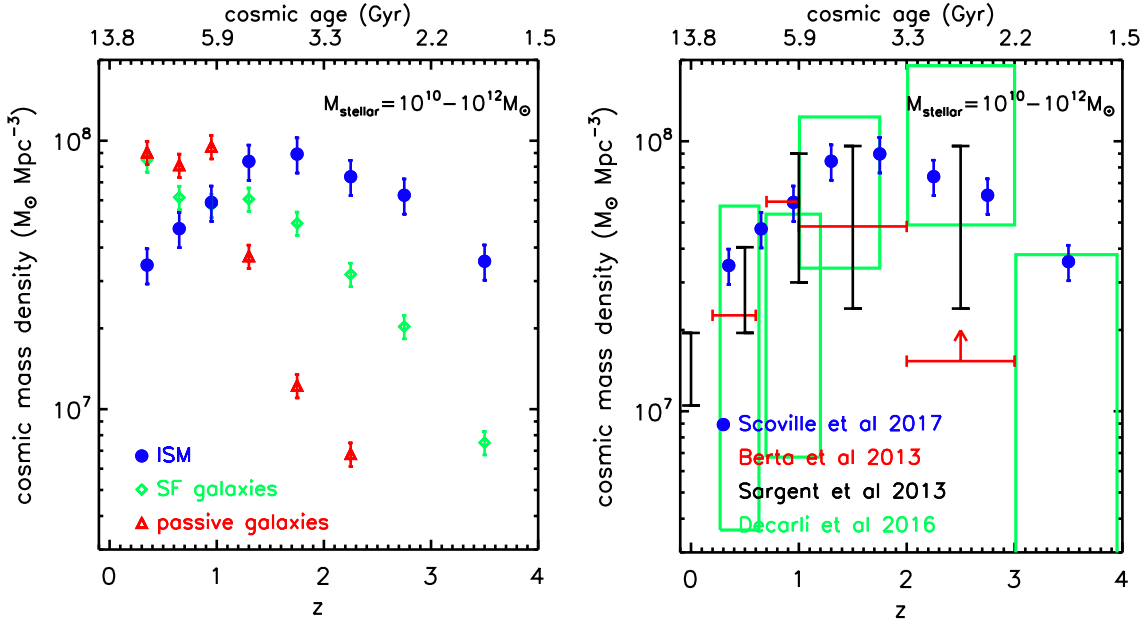 cosmic age (Gyr)
13.8 5.9 3.3 2.2 1.5
M_stellar=10^10−10^12M_⊙
cosmic mass density (M_⊙ Mpc^−3)
10^8
10^7
ISM
SF galaxies
passive galaxies
0 1 2 3 4
z
cosmic age (Gyr)
13.8 5.9 3.3 2.2 1.5
M_stellar=10^10−10^12M_⊙
cosmic mass density (M_⊙ Mpc^−3)
10^8
10^7
Scoville et al 2017
Berta et al 2013
Sargent et al 2013
Decarli et al 2016
0 1 2 3 4
z